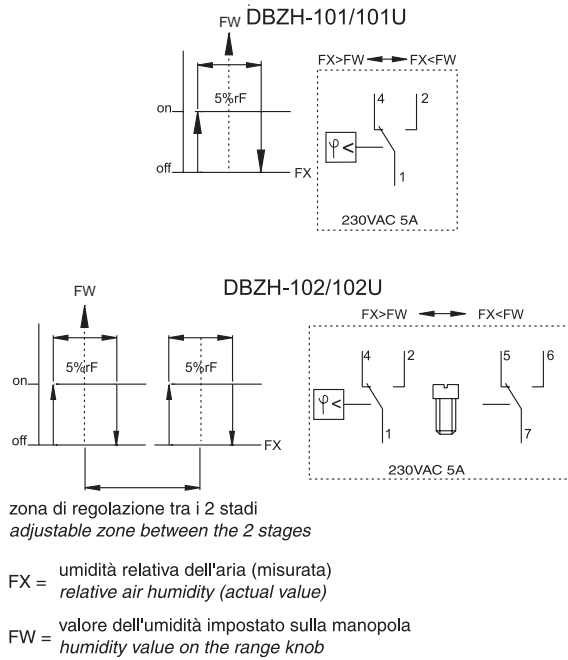 DBZH-101/101U
FW
FX>FW FX<FW
5%rF
4 2
on
off
FX
φ<
1
230VAC 5A
DBZH-102/102U
FW
FX>FW FX<FW
5%rF 5%rF
4 2 5 6
on
φ<
off
FX
1 7
230VAC 5A
zona di regolazione tra i 2 stadi
adjustable zone between the 2 stages
FX = umidità relativa dell'aria (misurata)
relative air humidity (actual value)
FW = valore dell'umidità impostato sulla manopola
humidity value on the range knob